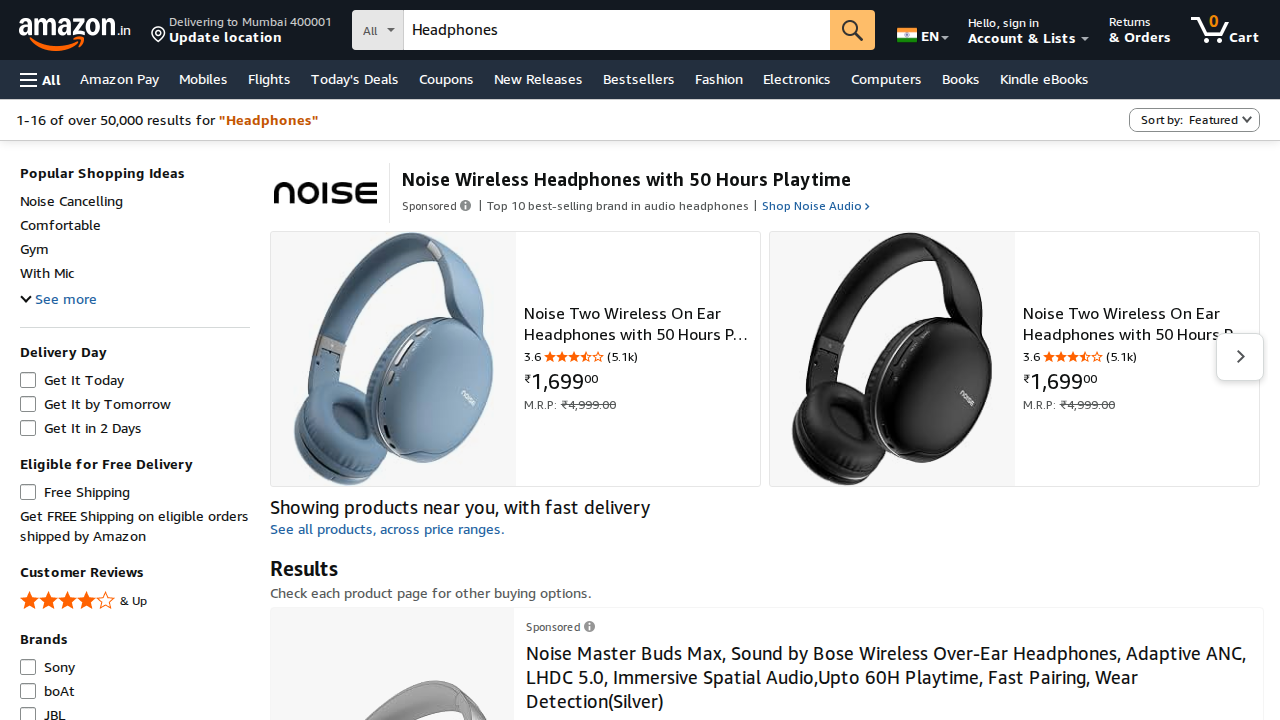 amazon.in
Delivering to Mumbai 400001
Update location
All
Headphones
EN
Hello, sign in
Account & Lists
Returns
& Orders
0
Cart
All
Amazon Pay
Mobiles
Flights
Today's Deals
Coupons
New Releases
Bestsellers
Fashion
Electronics
Computers
Books
Kindle eBooks
1-16 of over 50,000 results for "Headphones"
Sort by: Featured
Popular Shopping Ideas
Noise Cancelling
Comfortable
Gym
With Mic
See more
Delivery Day
Get It Today
Get It by Tomorrow
Get It in 2 Days
Eligible for Free Delivery
Free Shipping
Get FREE Shipping on eligible orders
shipped by Amazon
Customer Reviews
& Up
Brands
Sony
boAt
JBL
noise
Noise Wireless Headphones with 50 Hours Playtime
Sponsored | Top 10 best-selling brand in audio headphones | Shop Noise Audio
noise
Noise Two Wireless On Ear
Headphones with 50 Hours P…
3.6 (5.1k)
₹1,69900
M.R.P: ₹4,999.00
noise
Noise Two Wireless On Ear
Headphones with 50 Hours P
3.6 (5.1k)
₹1,69900
M.R.P: ₹4,999.00
Showing products near you, with fast delivery
See all products, across price ranges.
Results
Check each product page for other buying options.
Sponsored
Noise Master Buds Max, Sound by Bose Wireless Over-Ear Headphones, Adaptive ANC,
LHDC 5.0, Immersive Spatial Audio,Upto 60H Playtime, Fast Pairing, Wear
Detection(Silver)